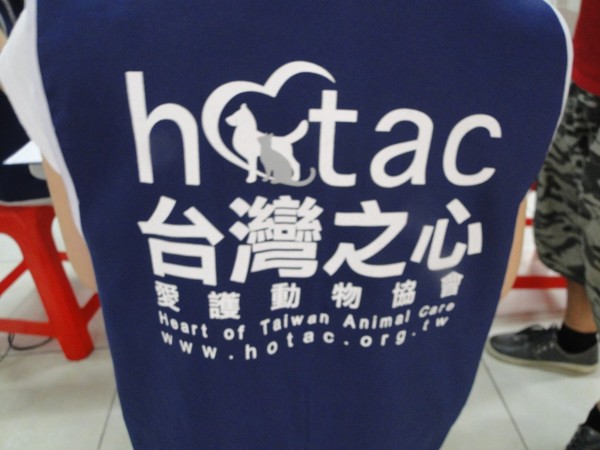 hotac
台灣之心
愛護動物協會
Heart of Taiwan Animal Care
www.hotac.org.tw